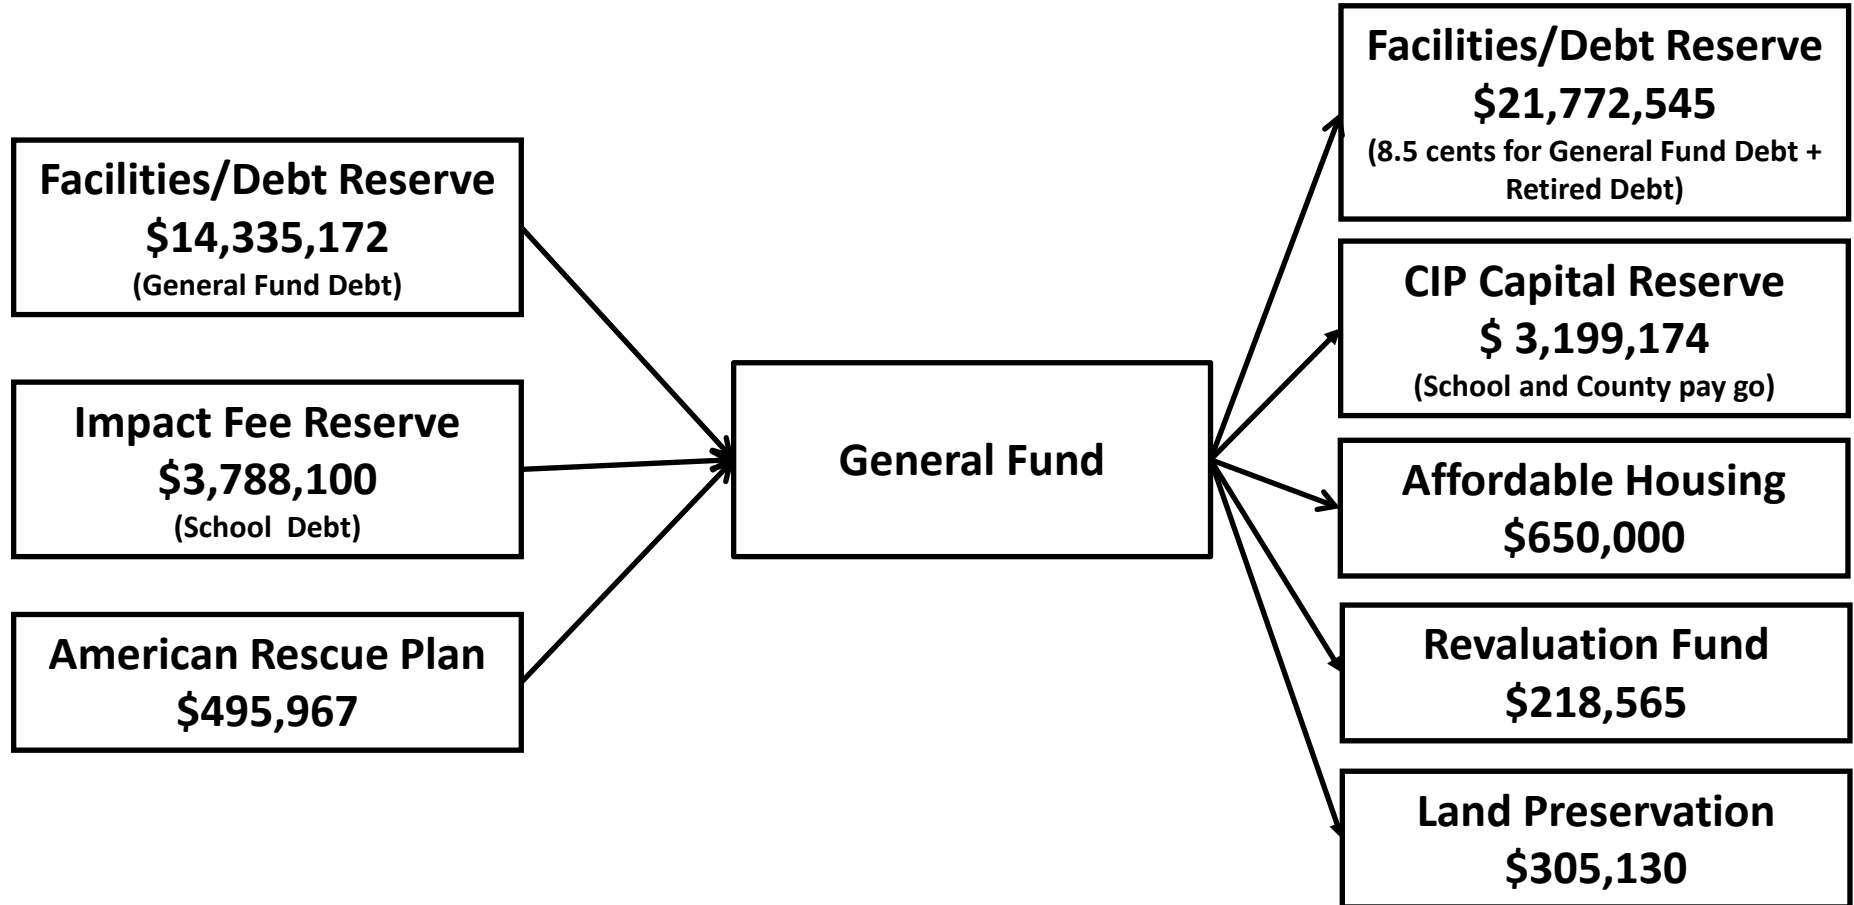 Facilities/Debt Reserve
$14,335,172
(General Fund Debt)
Impact Fee Reserve
$3,788,100
(School  Debt)
American Rescue Plan
$495,967
General Fund
Facilities/Debt Reserve
$21,772,545
(8.5 cents for General Fund Debt +
Retired Debt)
CIP Capital Reserve
$ 3,199,174
(School and County pay go)
Affordable Housing
$650,000
Revaluation Fund
$218,565
Land Preservation
$305,130